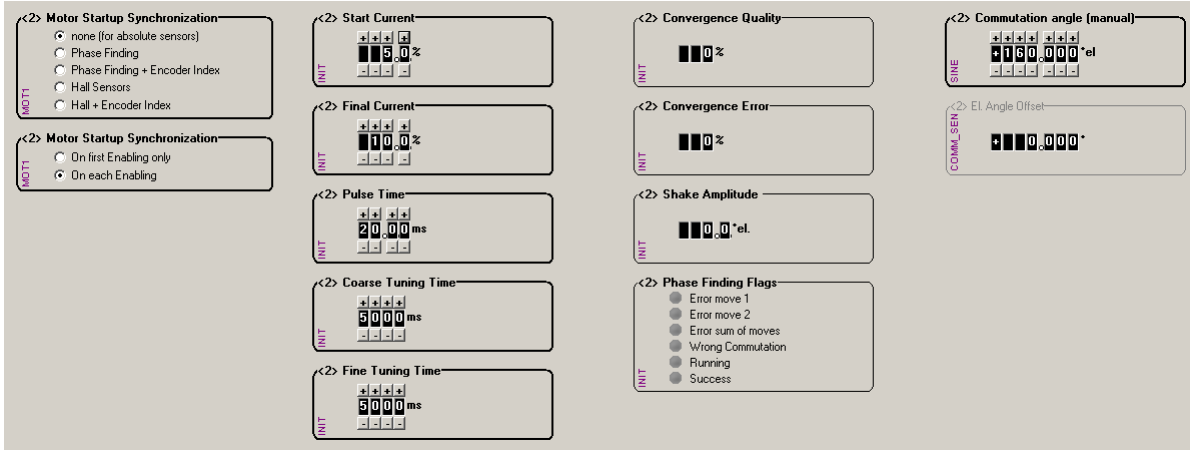 <2> Motor Startup Synchronization
none (for absolute sensors)
Phase Finding
Phase Finding + Encoder Index
Hall Sensors
Hall + Encoder Index
MOT1
<2> Motor Startup Synchronization
On first Enabling only
On each Enabling
MOT1
<2> Start Current
+ + + +
5.0 %
- - - -
INIT
<2> Final Current
+ + + +
10.0 %
- - - -
INIT
<2> Pulse Time
+ + + +
20.00 ms
- - - -
INIT
<2> Coarse Tuning Time
+ + + +
5000 ms
- - - -
INIT
<2> Fine Tuning Time
+ + + +
5000 ms
- - - -
INIT
<2> Convergence Quality
0 %
INIT
<2> Convergence Error
0 %
INIT
<2> Shake Amplitude
0.0 °el.
INIT
<2> Phase Finding Flags
Error move 1
Error move 2
Error sum of moves
Wrong Commutation
Running
Success
INIT
<2> Commutation angle (manual)
+ + + + + + +
+160.000 °el
- - - - - - -
SINE
<2> El. Angle Offset
+0.000 °
COMM_SEN